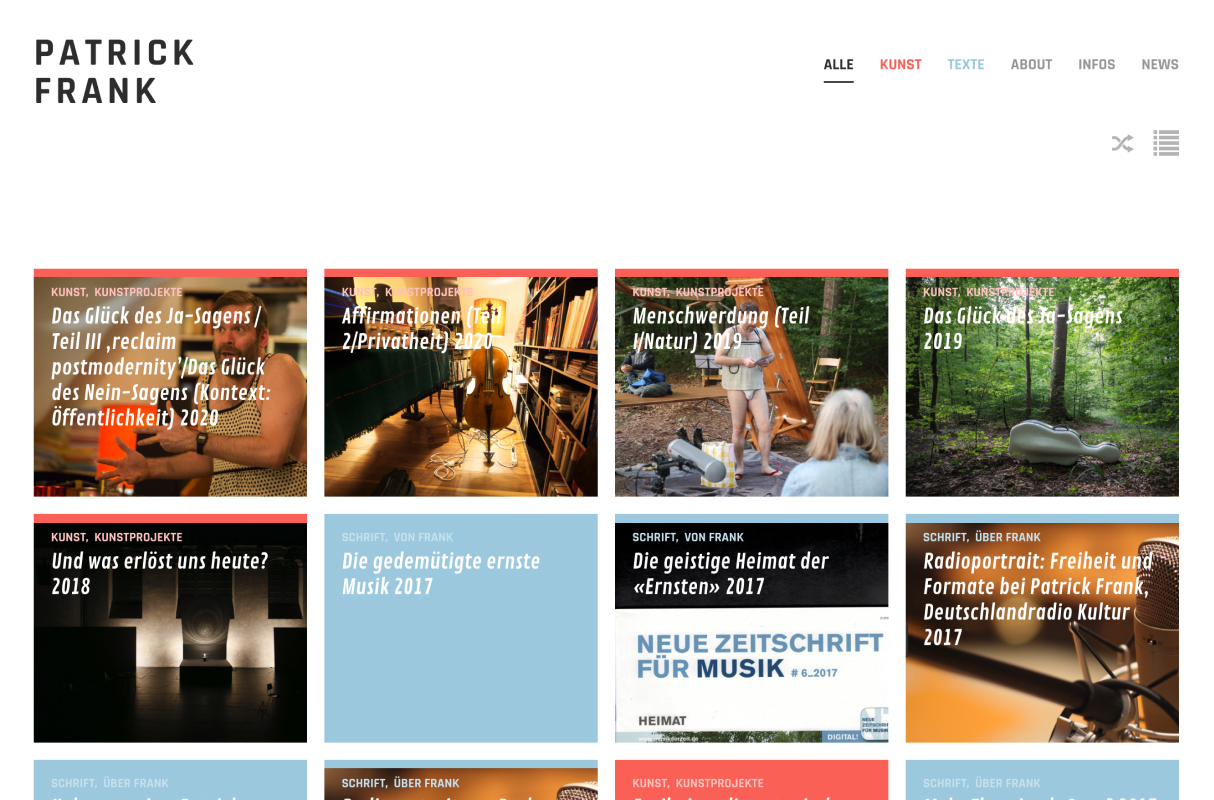 PATRICK
FRANK
ALLE KUNST TEXTE ABOUT INFOS NEWS
KUNST, KUNSTPROJEKTE
Das Glück des Ja-Sagens /
Teil III ‚reclaim
postmodernity’/Das Glück
des Nein-Sagens (Kontext:
Öffentlichkeit) 2020
KUNST, KUNSTPROJEKTE
Affirmationen (Teil
2/Privatheit) 2020
KUNST, KUNSTPROJEKTE
Menschwerdung (Teil
I/Natur) 2019
KUNST, KUNSTPROJEKTE
Das Glück des Ja-Sagens
2019
KUNST, KUNSTPROJEKTE
Und was erlöst uns heute?
2018
SCHRIFT, VON FRANK
Die gedemütigte ernste
Musik 2017
SCHRIFT, VON FRANK
Die geistige Heimat der
«Ernsten» 2017
NEUE ZEITSCHRIFT
FÜR MUSIK # 6_2017
HEIMAT
DIGITAL!
SCHRIFT, ÜBER FRANK
Radioportrait: Freiheit und
Formate bei Patrick Frank,
Deutschlandradio Kultur
2017
SCHRIFT, ÜBER FRANK
SCHRIFT, ÜBER FRANK
KUNST, KUNSTPROJEKTE
SCHRIFT, ÜBER FRANK